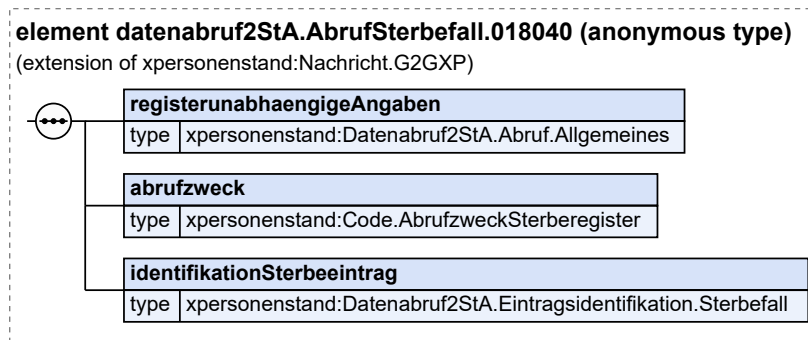 element datenabruf2StA.AbrufSterbefall.018040 (anonymous type)
(extension of xpersonenstand:Nachricht.G2GXP)
registerunabhaengigeAngaben
type xpersonenstand:Datenabruf2StA.Abruf.Allgemeines
abrufzweck
type xpersonenstand:Code.AbrufzweckSterberegister
identifikationSterbeeintrag
type xpersonenstand:Datenabruf2StA.Eintragsidentifikation.Sterbefall